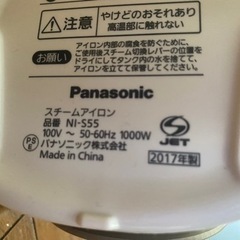 注意
やけどのおそれあり
高温部に触れない
お願い
アイロン内部の腐食を防ぐために、
ご使用後スチーム切換レバーの位置を
ドライにしてタンク内の水を捨てて、
アイロンを立てて保管してください。
Panasonic
スチームアイロン
品番 NI-S55
100V ～ 50-60Hz 1000W
パナソニック株式会社
Made in China
PS
E
JET
2017年製